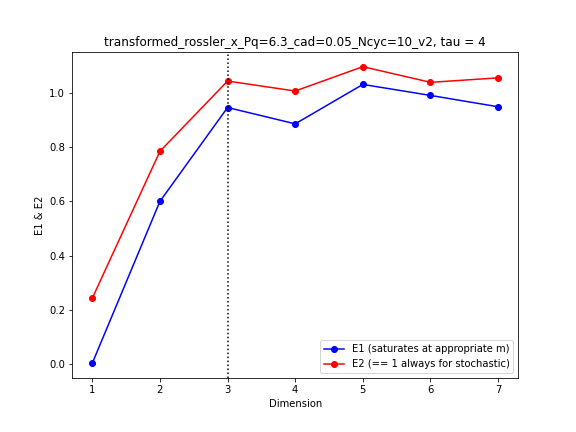 transformed_rossler_x_Pq=6.3_cad=0.05_Ncyc=10_v2, tau = 4
E1 & E2
1.0
0.8
0.6
0.4
0.2
0.0
E1 (saturates at appropriate m)
E2 (== 1 always for stochastic)
1 2 3 4 5 6 7
Dimension